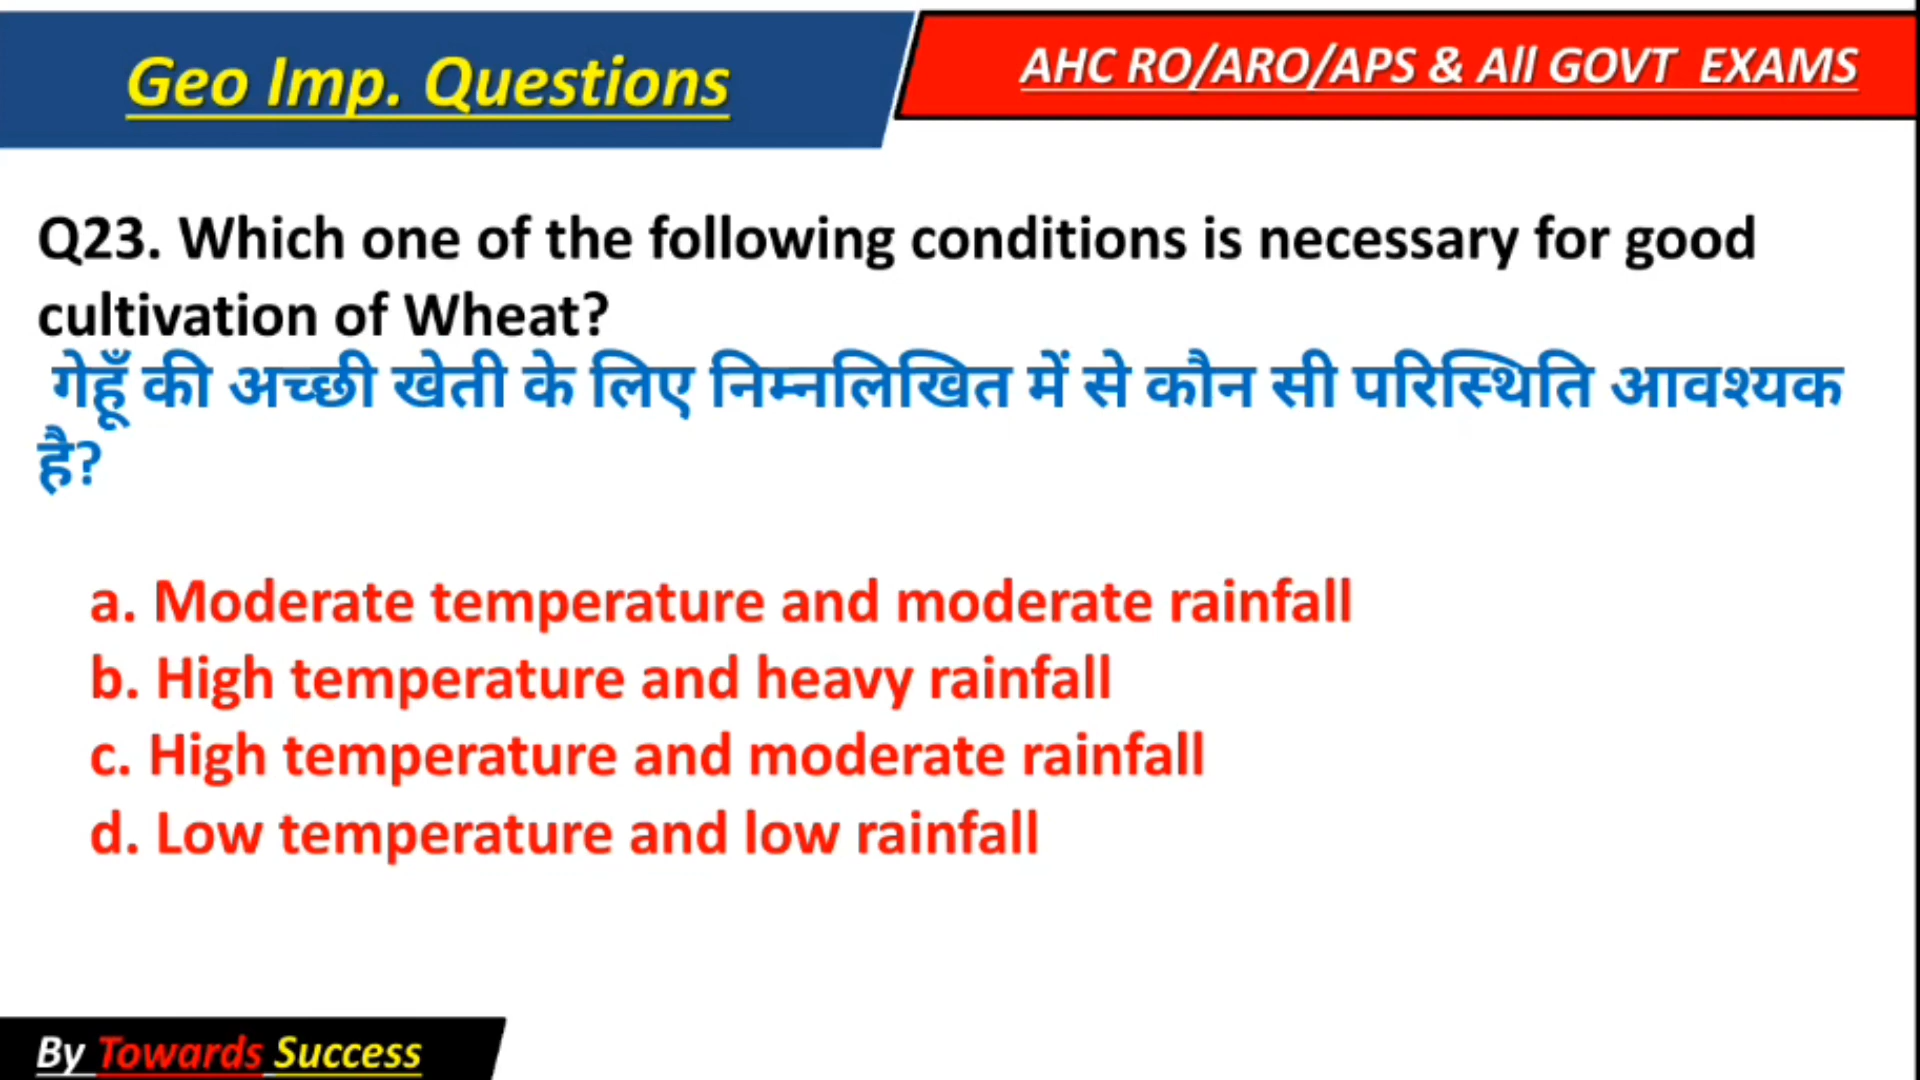 Geo Imp. Questions
AHC RO/ARO/APS & All GOVT EXAMS
Q23. Which one of the following conditions is necessary for good
cultivation of Wheat?
गेहूँ की अच्छी खेती के लिए निम्नलिखित में से कौन सी परिस्थिति आवश्यक
है?
a. Moderate temperature and moderate rainfall
b. High temperature and heavy rainfall
c. High temperature and moderate rainfall
d. Low temperature and low rainfall
By Towards Success